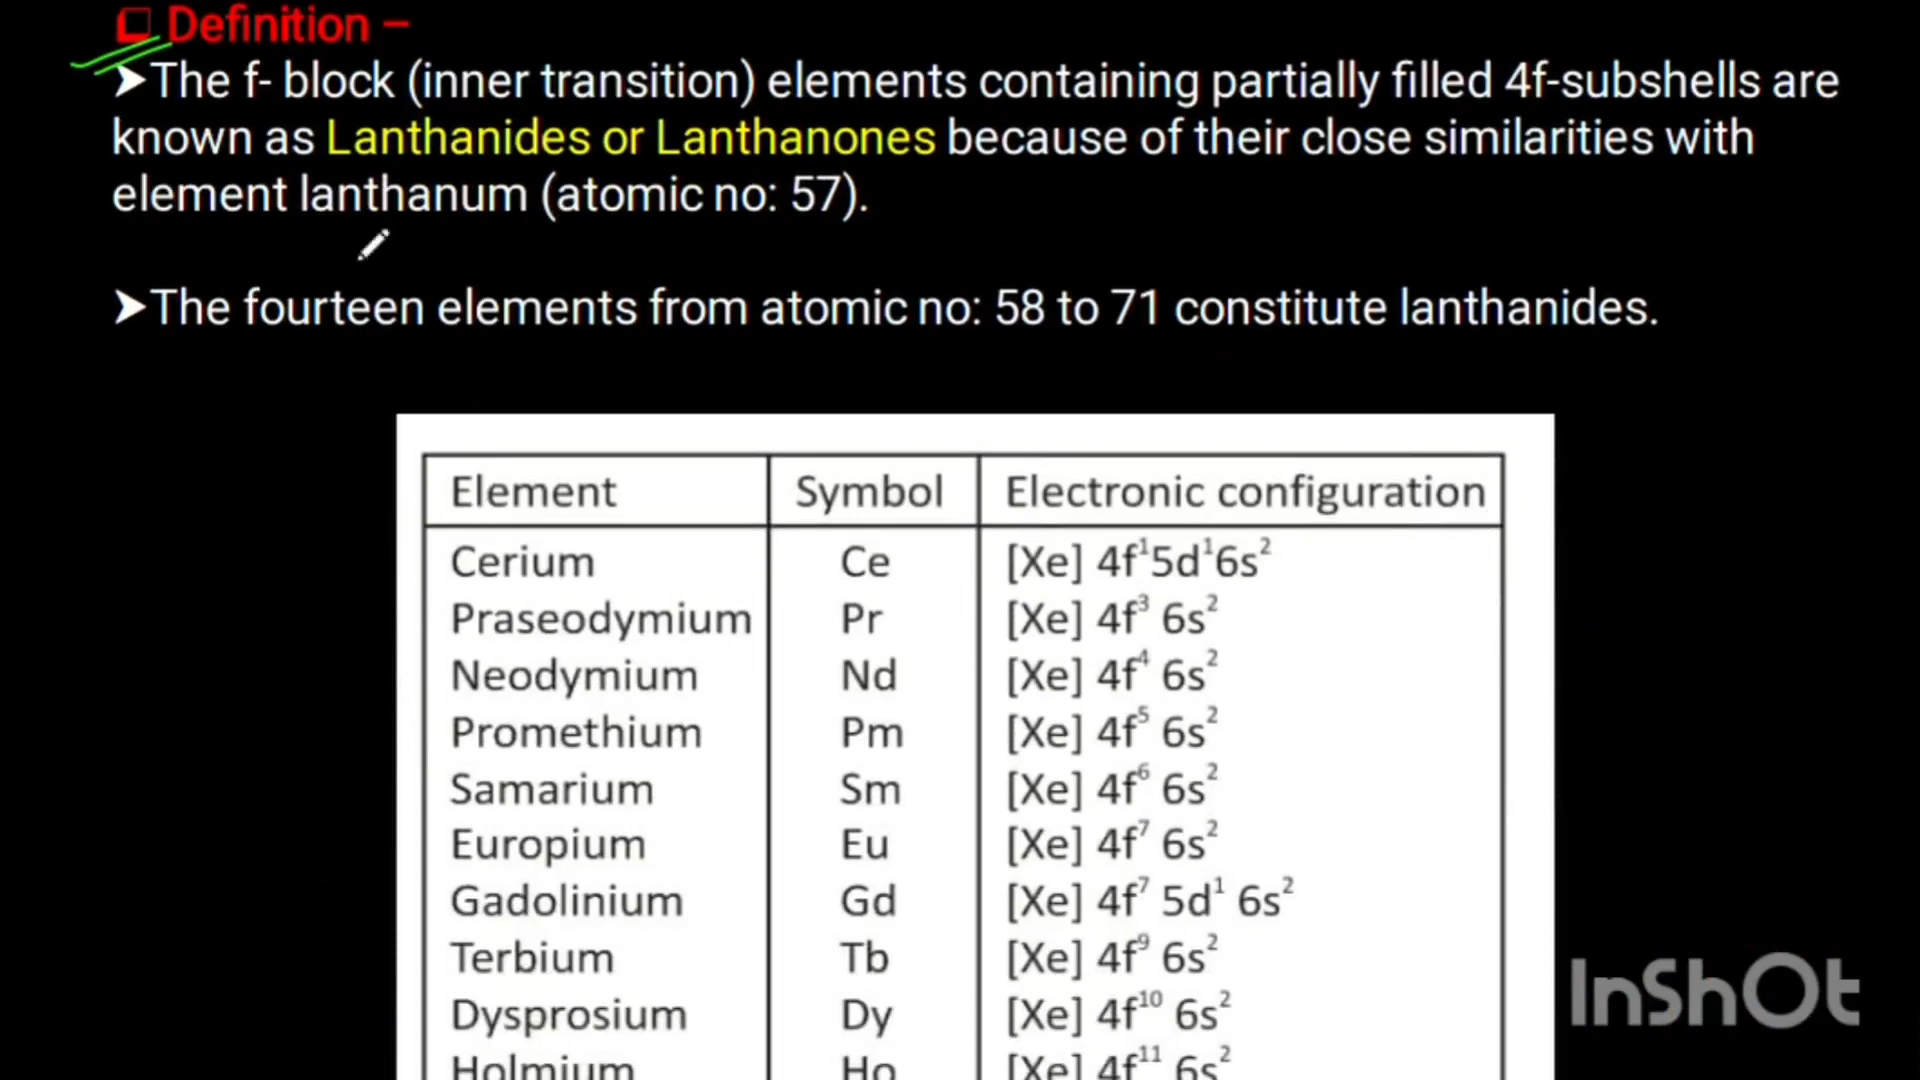 ❑ Definition –
➤The f- block (inner transition) elements containing partially filled 4f-subshells are
known as Lanthanides or Lanthanones because of their close similarities with
element lanthanum (atomic no: 57).
➤The fourteen elements from atomic no: 58 to 71 constitute lanthanides.
Element Symbol Electronic configuration
Cerium Ce [Xe] 4f¹5d¹6s²
Praseodymium Pr [Xe] 4f³ 6s²
Neodymium Nd [Xe] 4f⁴ 6s²
Promethium Pm [Xe] 4f⁵ 6s²
Samarium Sm [Xe] 4f⁶ 6s²
Europium Eu [Xe] 4f⁷ 6s²
Gadolinium Gd [Xe] 4f⁷ 5d¹ 6s²
Terbium Tb [Xe] 4f⁹ 6s²
Dysprosium Dy [Xe] 4f¹⁰ 6s²
Holmium Ho [Xe] 4f¹¹ 6s²
InShOt